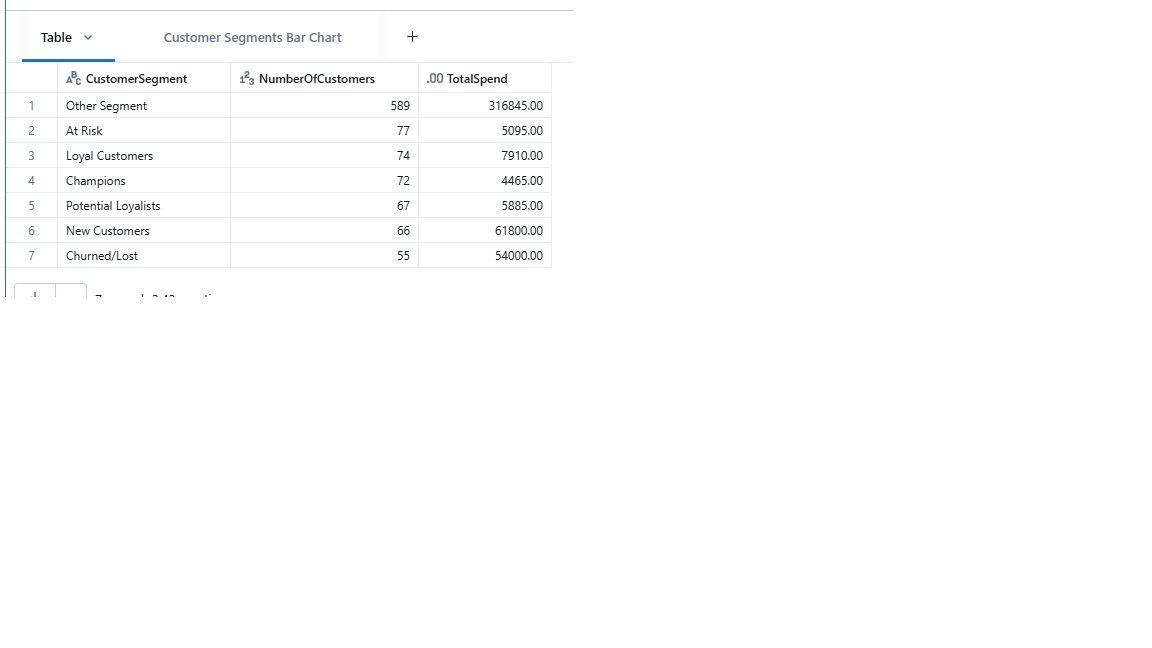 Table Customer Segments Bar Chart +
CustomerSegment NumberOfCustomers .00 TotalSpend
1 Other Segment 589 316845.00
2 At Risk 77 5095.00
3 Loyal Customers 74 7910.00
4 Champions 72 4465.00
5 Potential Loyalists 67 5885.00
6 New Customers 66 61800.00
7 Churned/Lost 55 54000.00